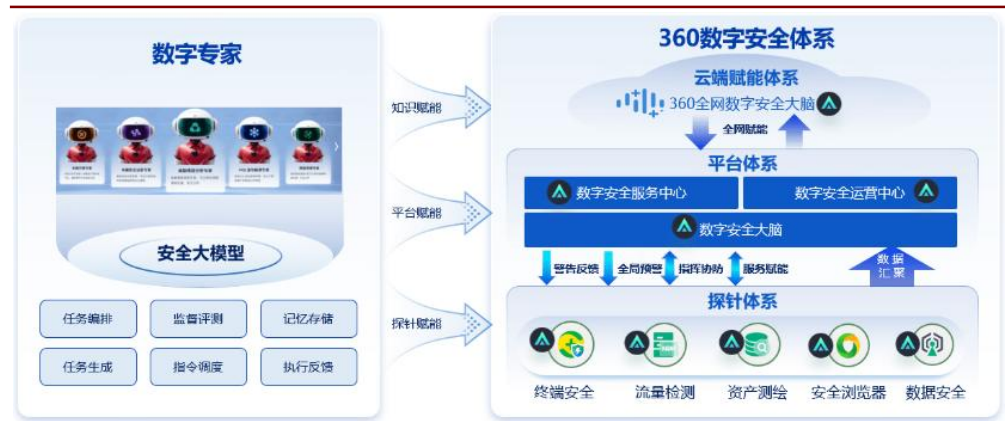 数字专家
安全大模型
任务编排
监督评测
记忆存储
任务生成
指令调度
执行反馈
知识赋能
平台赋能
探针赋能
360数字安全体系
云端赋能体系
360全网数字安全大脑
全网赋能
平台体系
数字安全服务中心
数字安全运营中心
数字安全大脑
警告反馈
全局预警
指挥协防
服务赋能
数据
汇聚
探针体系
终端安全
流量检测
资产测绘
安全浏览器
数据安全